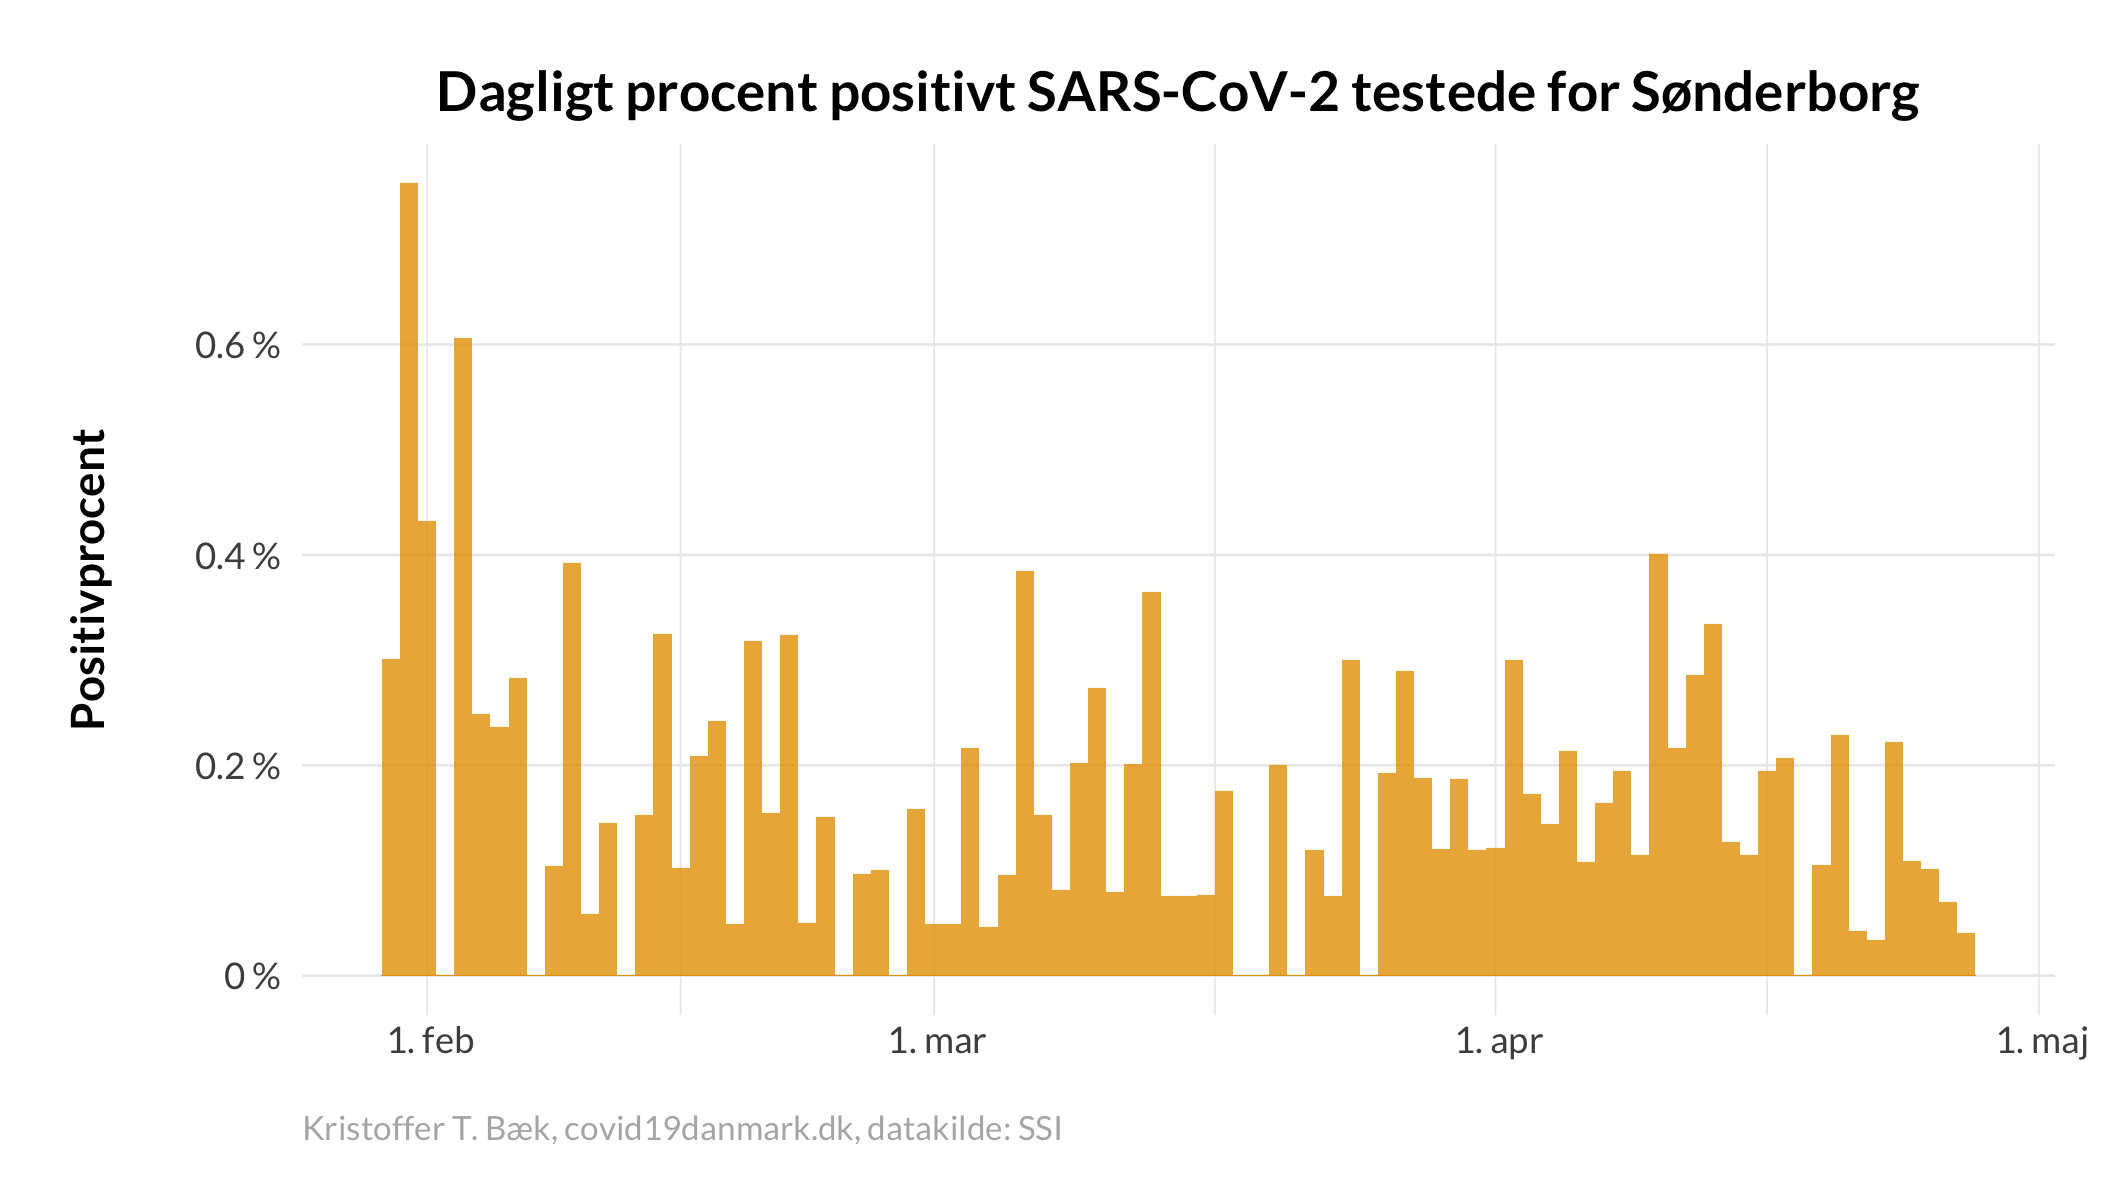 Dagligt procent positivt SARS-CoV-2 testede for Sønderborg
Positivprocent
0.6 %
0.4 %
0.2 %
0 %
1. feb
1. mar
1. apr
1. maj
Kristoffer T. Bæk, covid19danmark.dk, datakilde: SSI